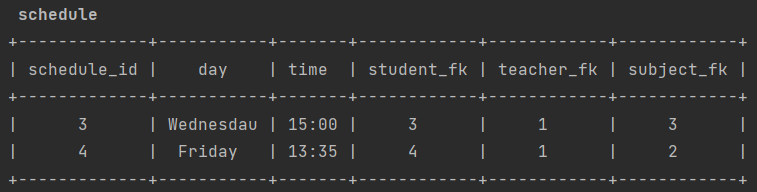 schedule
+-------------+-----------+-------+------------+------------+------------+
| schedule_id |    day    | time  | student_fk | teacher_fk | subject_fk |
+-------------+-----------+-------+------------+------------+------------+
|      3      | Wednesdau | 15:00 |     3      |     1      |     3      |
|      4      |   Friday  | 13:35 |     4      |     1      |     2      |
+-------------+-----------+-------+------------+------------+------------+